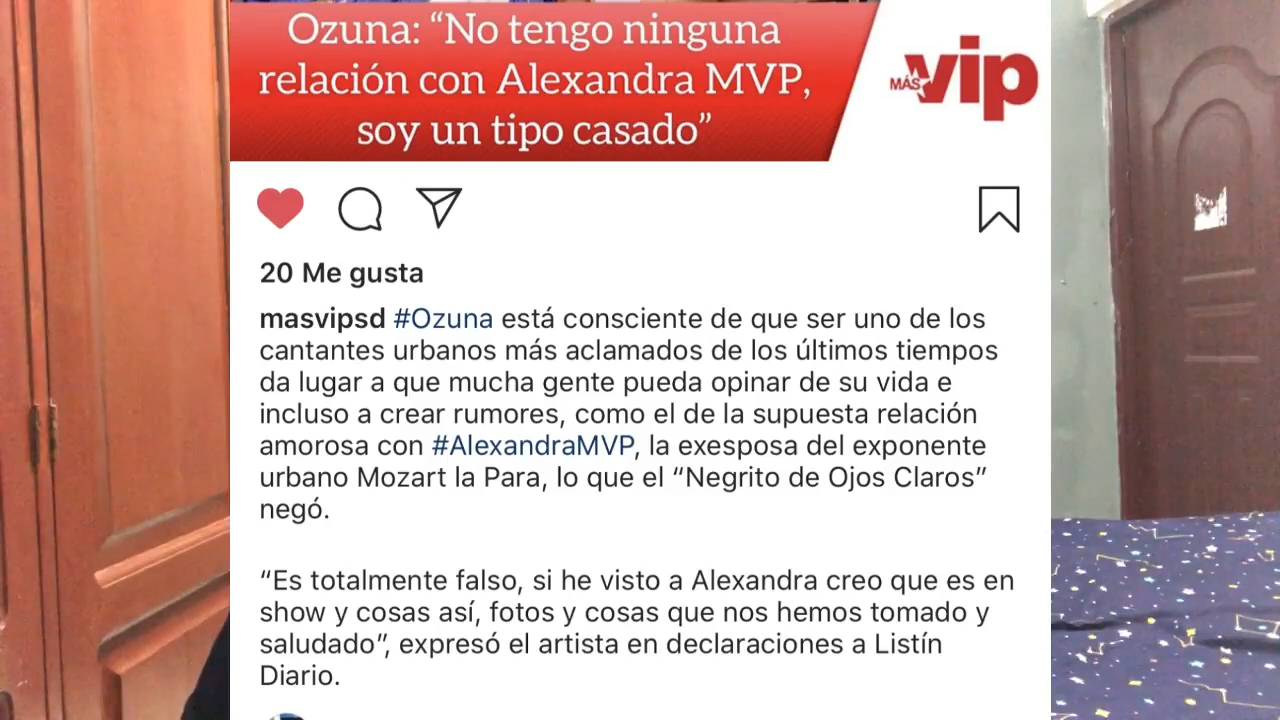 Ozuna: “No tengo ninguna
relación con Alexandra MVP,
soy un tipo casado”
MÁS vip
20 Me gusta
masvipsd #Ozuna está consciente de que ser uno de los
cantantes urbanos más aclamados de los últimos tiempos
da lugar a que mucha gente pueda opinar de su vida e
incluso a crear rumores, como el de la supuesta relación
amorosa con #AlexandraMVP, la exesposa del exponente
urbano Mozart la Para, lo que el “Negrito de Ojos Claros”
negó.
“Es totalmente falso, si he visto a Alexandra creo que es en
show y cosas así, fotos y cosas que nos hemos tomado y
saludado”, expresó el artista en declaraciones a Listín
Diario.